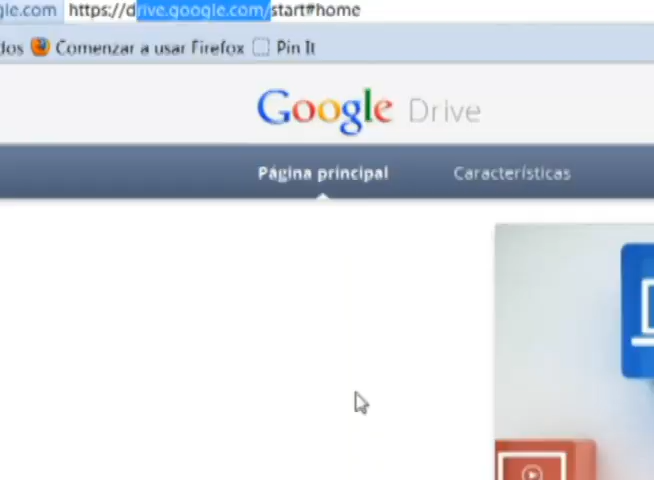 gle.com https://drive.google.com/start#home
dos Comenzar a usar Firefox Pin It
Google Drive
Página principal Características